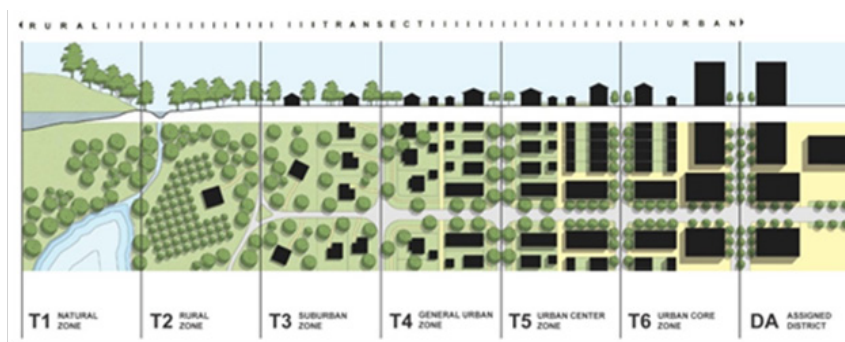 RURAL TRANSECT URBAN
T1 NATURAL ZONE
T2 RURAL ZONE
T3 SUBURBAN ZONE
T4 GENERAL URBAN ZONE
T5 URBAN CENTER ZONE
T6 URBAN CORE ZONE
DA ASSIGNED DISTRICT